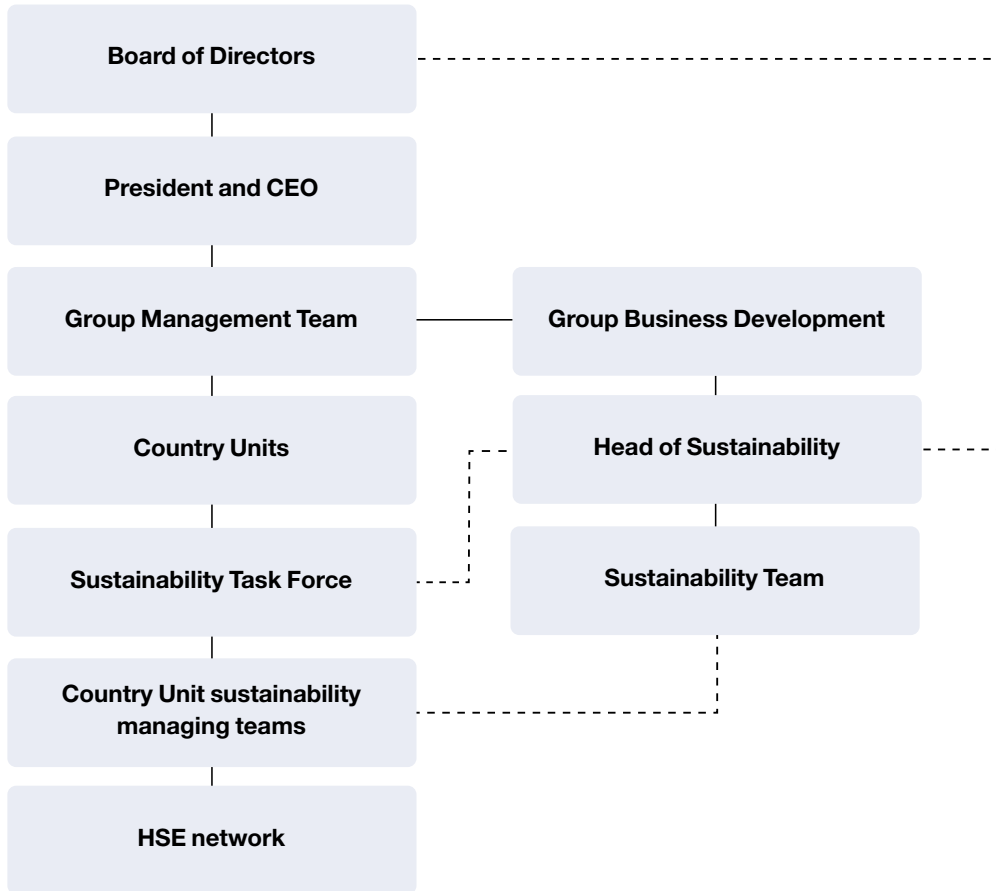 Board of Directors
President and CEO
Group Management Team
Group Business Development
Country Units
Head of Sustainability
Sustainability Task Force
Sustainability Team
Country Unit sustainability
managing teams
HSE network